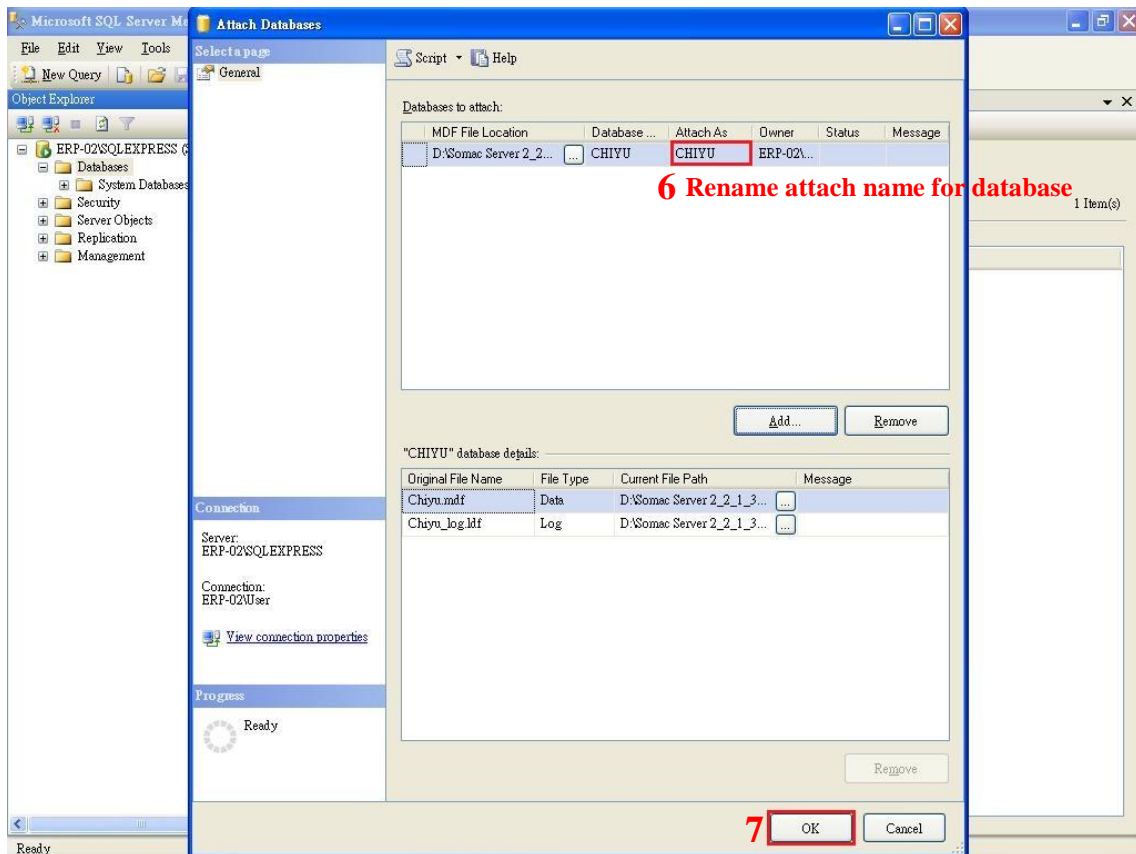 Microsoft SQL Server Ma
Attach Databases
File Edit View Tools
New Query
Object Explorer
ERP-02\SQLEXPRESS (S
Databases
System Databases
Security
Server Objects
Replication
Management
Select a page
General
Script Help
Databases to attach:
MDF File Location Database ... Attach As Owner Status Message
D:\Somac Server 2_2... ... CHIYU CHIYU ERP-02\...
6 Rename attach name for database
1 Item(s)
Add... Remove
"CHIYU" database details:
Original File Name File Type Current File Path Message
Chiyu.mdf Data D:\Somac Server 2_2_1_3... ...
Chiyu_log.ldf Log D:\Somac Server 2_2_1_3... ...
Connection
Server:
ERP-02\SQLEXPRESS
Connection:
ERP-02\User
View connection properties
Progress
Ready
Remove
7 OK Cancel
Ready